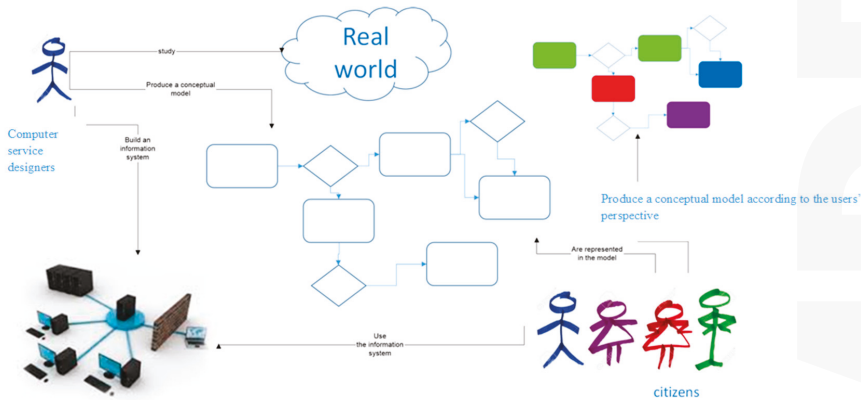 Real
world
study
Produce a conceptual
model
Computer
service
designers
Build an
information
system
Produce a conceptual model according to the users'
perspective
Are represented
in the model
Use
the information
system
citizens